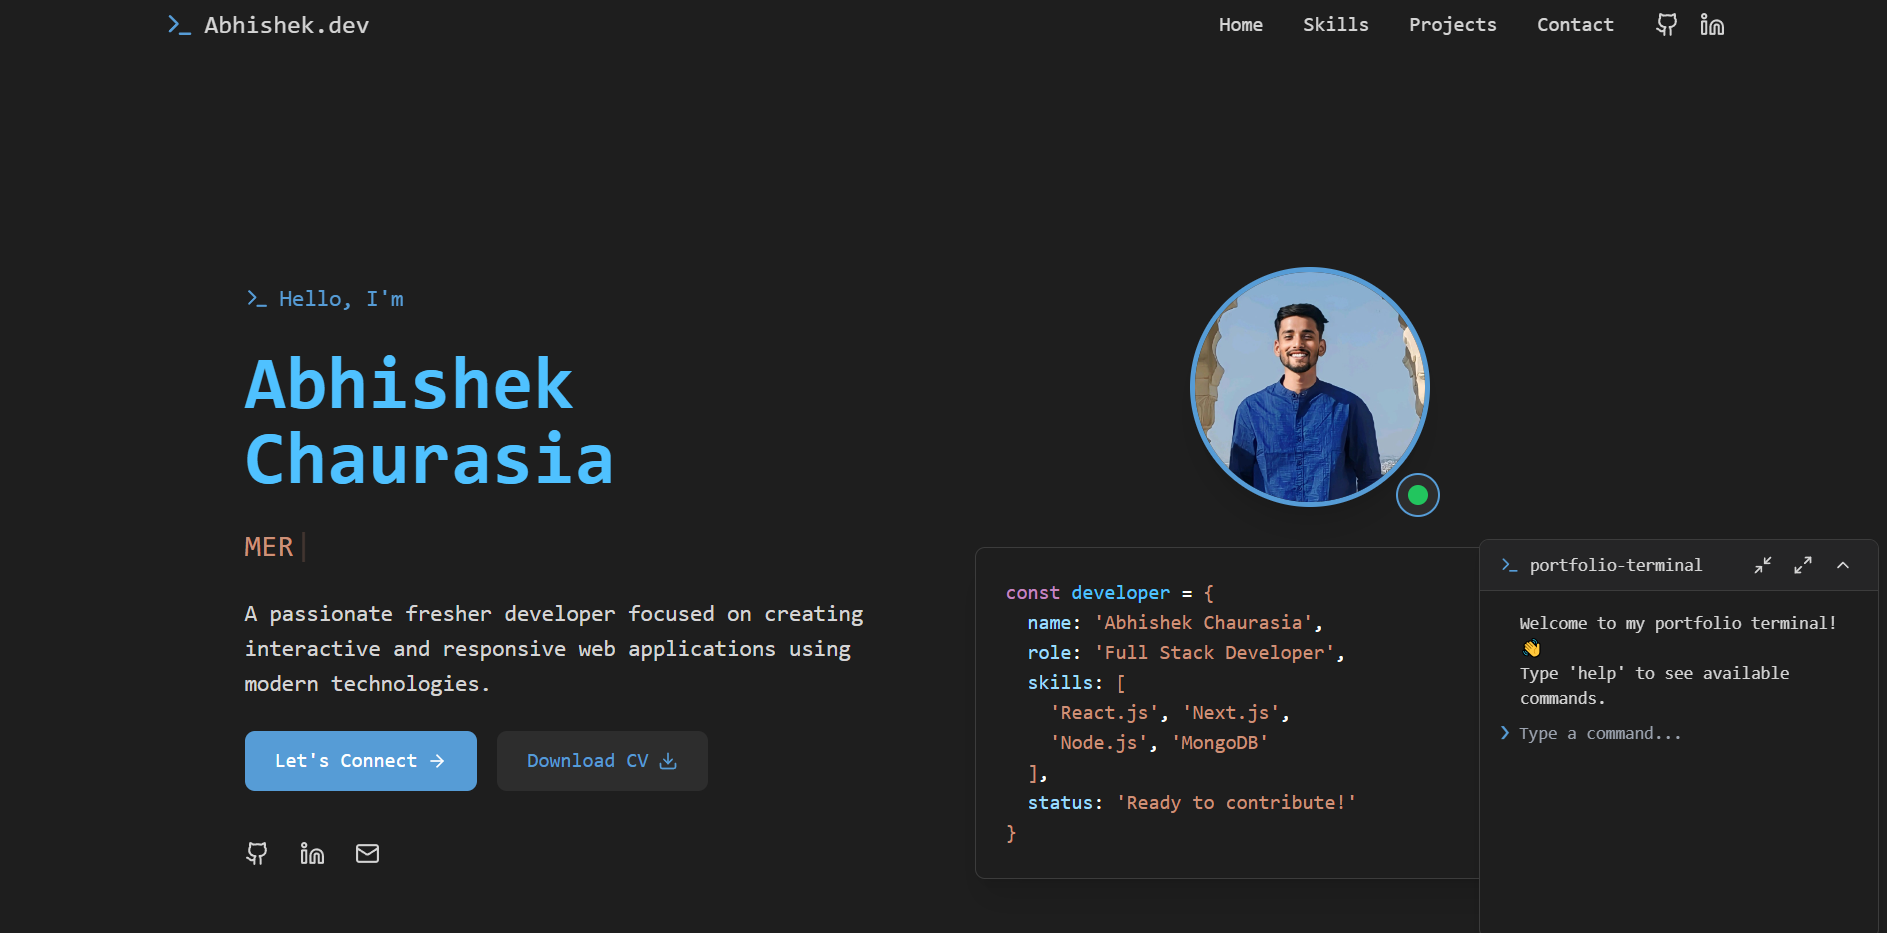 Abhishek.dev
Home Skills Projects Contact
Hello, I'm
Abhishek
Chaurasia
MER
A passionate fresher developer focused on creating
interactive and responsive web applications using
modern technologies.
Let's Connect
Download CV
const developer = {
name: 'Abhishek Chaurasia',
role: 'Full Stack Developer',
skills: [
'React.js', 'Next.js',
'Node.js', 'MongoDB'
],
status: 'Ready to contribute!'
}
portfolio-terminal
Welcome to my portfolio terminal!
👋
Type 'help' to see available
commands.
❯ Type a command...